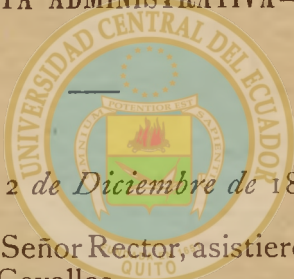 TA ADMINISTRATIVA—
UNIVERSIDAD CENTRAL DEL ECUADOR
OMNIUM POTENTIOR EST SAPIENTIA
2 de Diciembre de 18
Señor Rector, asistiero
QUITO
Cevallos